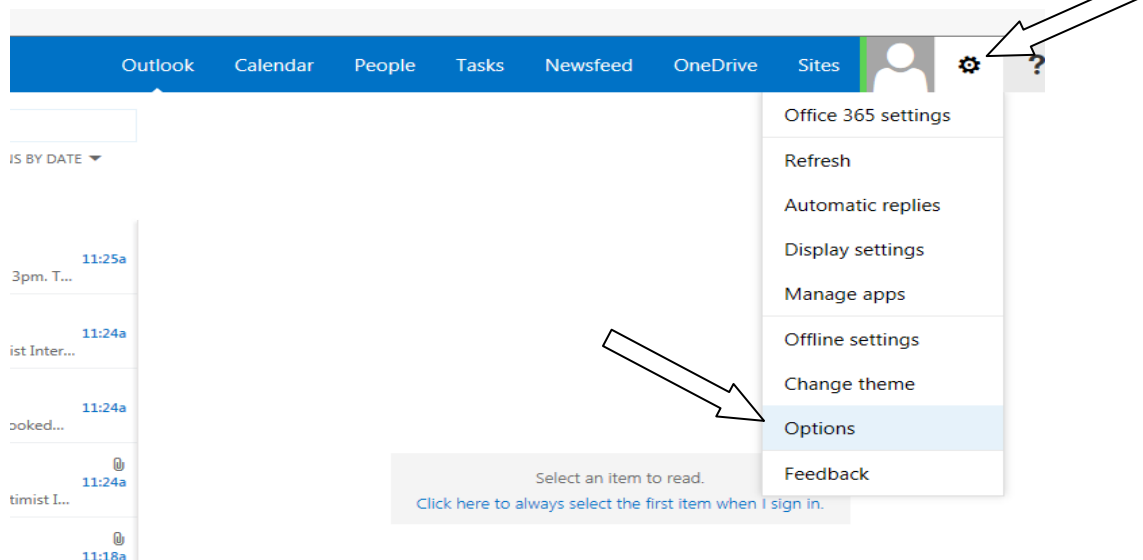 Outlook Calendar People Tasks Newsfeed OneDrive Sites ?
Office 365 settings
Refresh
Automatic replies
Display settings
Manage apps
Offline settings
Change theme
Options
Feedback
NS BY DATE
11:25a
3pm. T...
11:24a
ist Inter...
11:24a
ooked...
11:24a
timist I...
11:18a
Select an item to read.
Click here to always select the first item when I sign in.